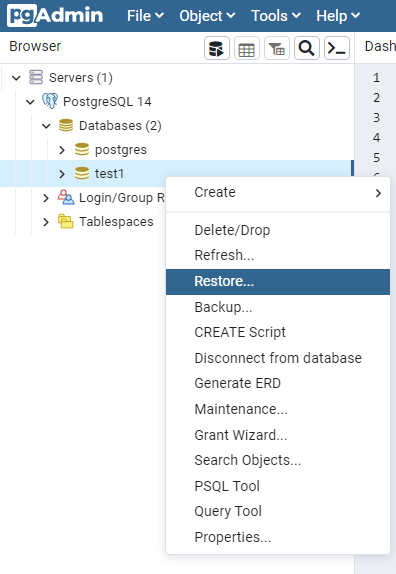 pgAdmin File Object Tools Help
Browser Dash
Servers (1)
PostgreSQL 14
Databases (2)
postgres
test1
Login/Group R
Tablespaces
1
2
3
4
5
Create
Delete/Drop
Refresh...
Restore...
Backup...
CREATE Script
Disconnect from database
Generate ERD
Maintenance...
Grant Wizard...
Search Objects...
PSQL Tool
Query Tool
Properties...